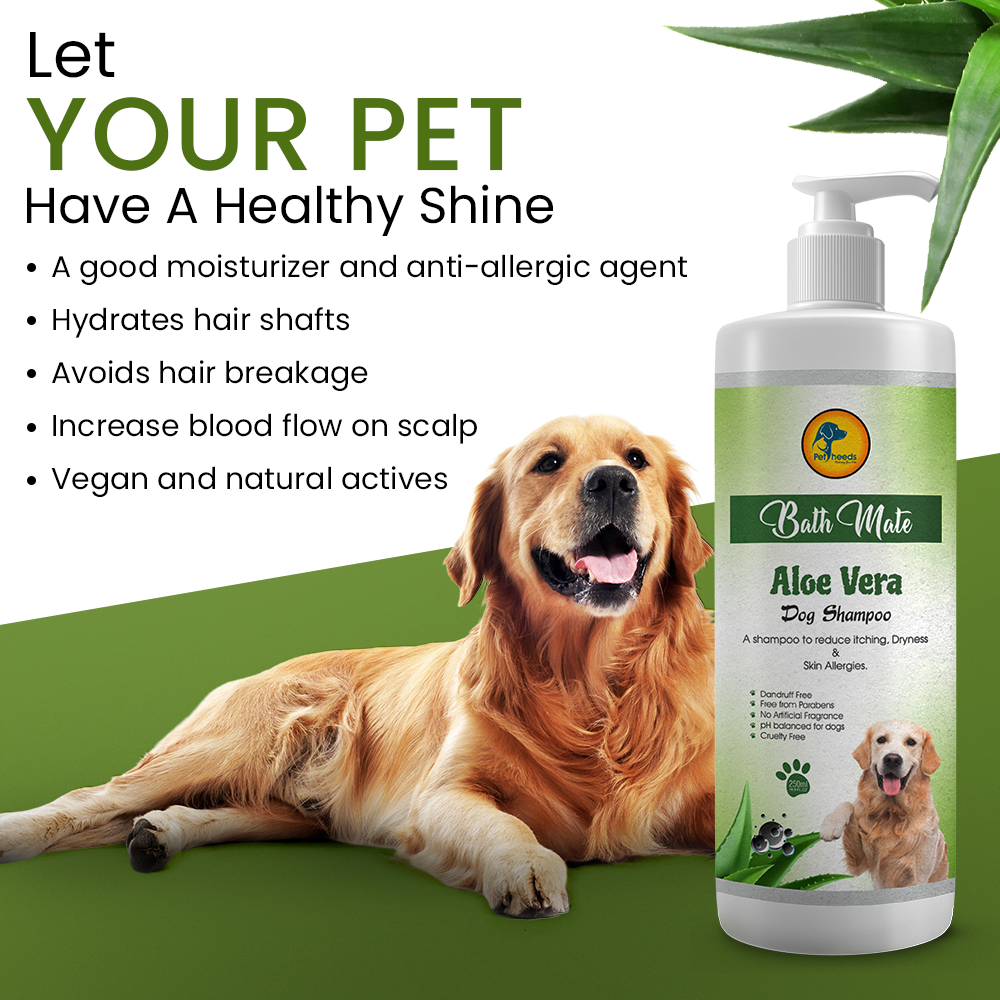 Let
YOUR PET
Have A Healthy Shine
• A good moisturizer and anti-allergic agent
• Hydrates hair shafts
• Avoids hair breakage
• Increase blood flow on scalp
• Vegan and natural actives
Pet heeds
Bath Mate
Aloe Vera
Dog Shampoo
A shampoo to reduce itching, Dryness
&
Skin Allergies.
Dandruff Free
Free from Parabens
No Artificial Fragrance
pH balanced for dogs
Cruelty Free
250ml